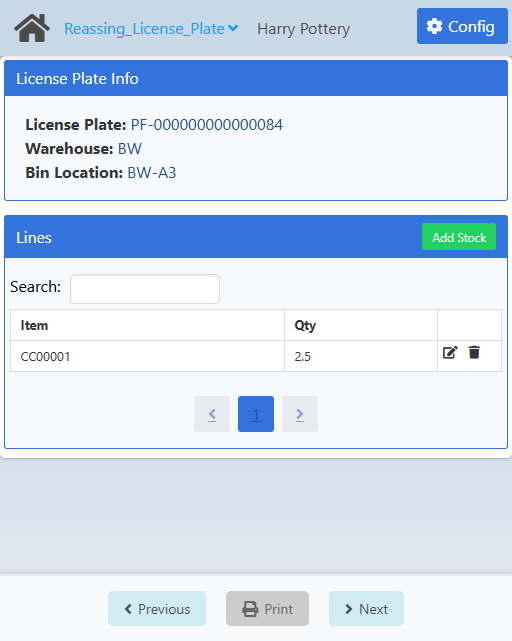 Reassing_License_Plate Harry Pottery Config
License Plate Info
License Plate: PF-000000000000084
Warehouse: BW
Bin Location: BW-A3
Lines Add Stock
Search:
Item Qty
CC00001 2.5
< 1 >
Previous Print Next